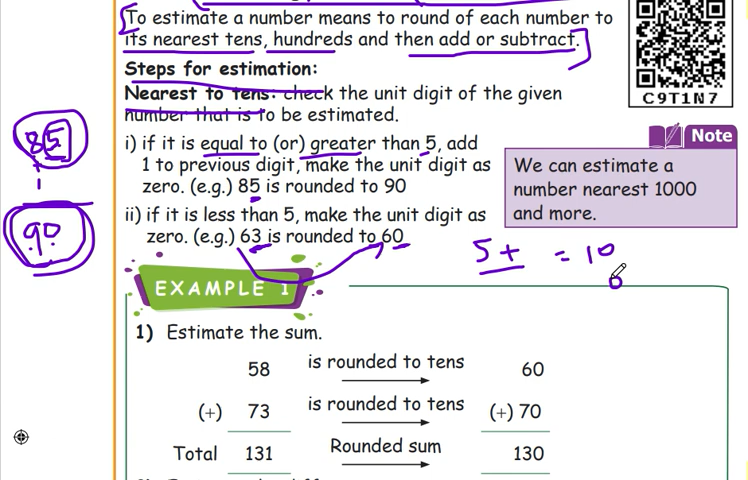 To estimate a number means to round of each number to
its nearest tens, hundreds and then add or subtract.
C9T1N7
Steps for estimation:
Nearest to tens: check the unit digit of the given
number that is to be estimated.
i) if it is equal to (or) greater than 5, add
1 to previous digit, make the unit digit as
zero. (e.g.) 85 is rounded to 90
ii) if it is less than 5, make the unit digit as
zero. (e.g.) 63 is rounded to 60
Note
We can estimate a
number nearest 1000
and more.
85
1
90
5+ = 10
0
EXAMPLE 1
1) Estimate the sum.
58 is rounded to tens 60
(+) 73 is rounded to tens (+) 70
Total 131 Rounded sum 130